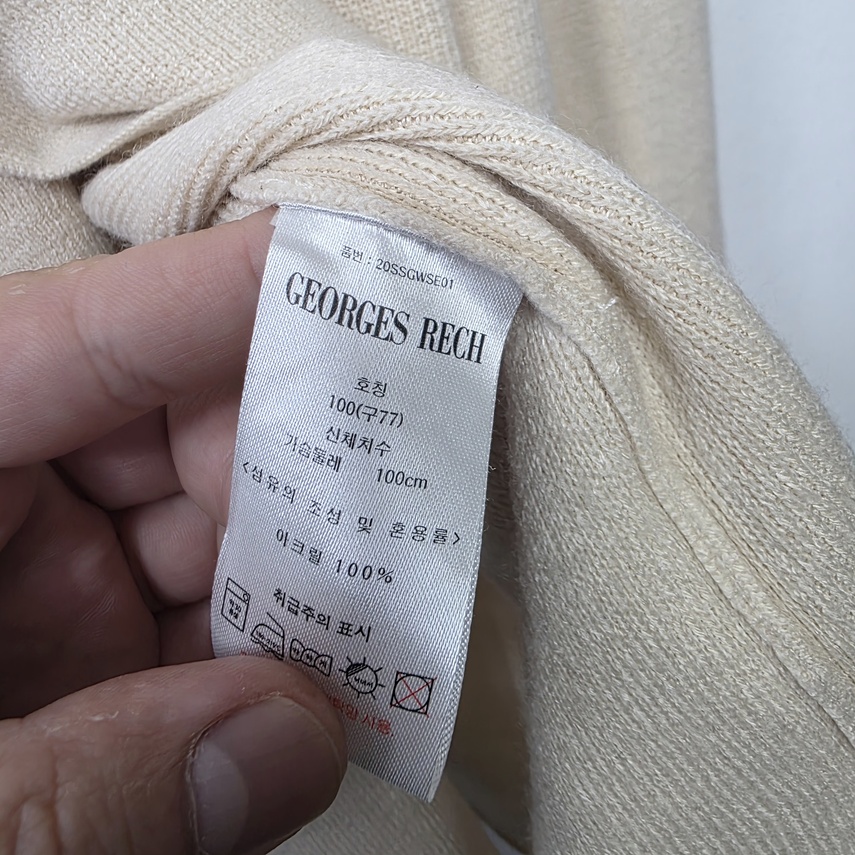 품번 : 20SSGWSE01
GEORGES RECH
호칭
100(구77)
신체치수
가슴둘레 100cm
<섬유의 조성 및 혼용률>
아크릴 100%
취급주의 표시
사용